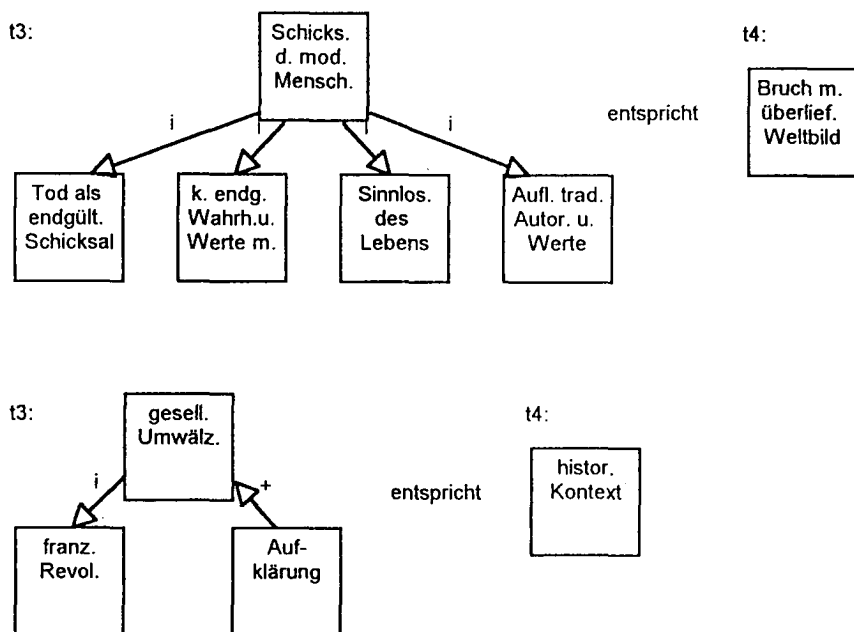 t3:
Schicks.
d. mod.
Mensch.
t4:
Bruch m.
überlief.
Weltbild
entspricht
i
i
i
i
Tod als
endgült.
Schicksal
k. endg.
Wahrh.u.
Werte m.
Sinnlos.
des
Lebens
Aufl. trad.
Autor. u.
Werte
t3:
gesell.
Umwälz.
t4:
histor.
Kontext
entspricht
i
+
franz.
Revol.
Auf-
klärung